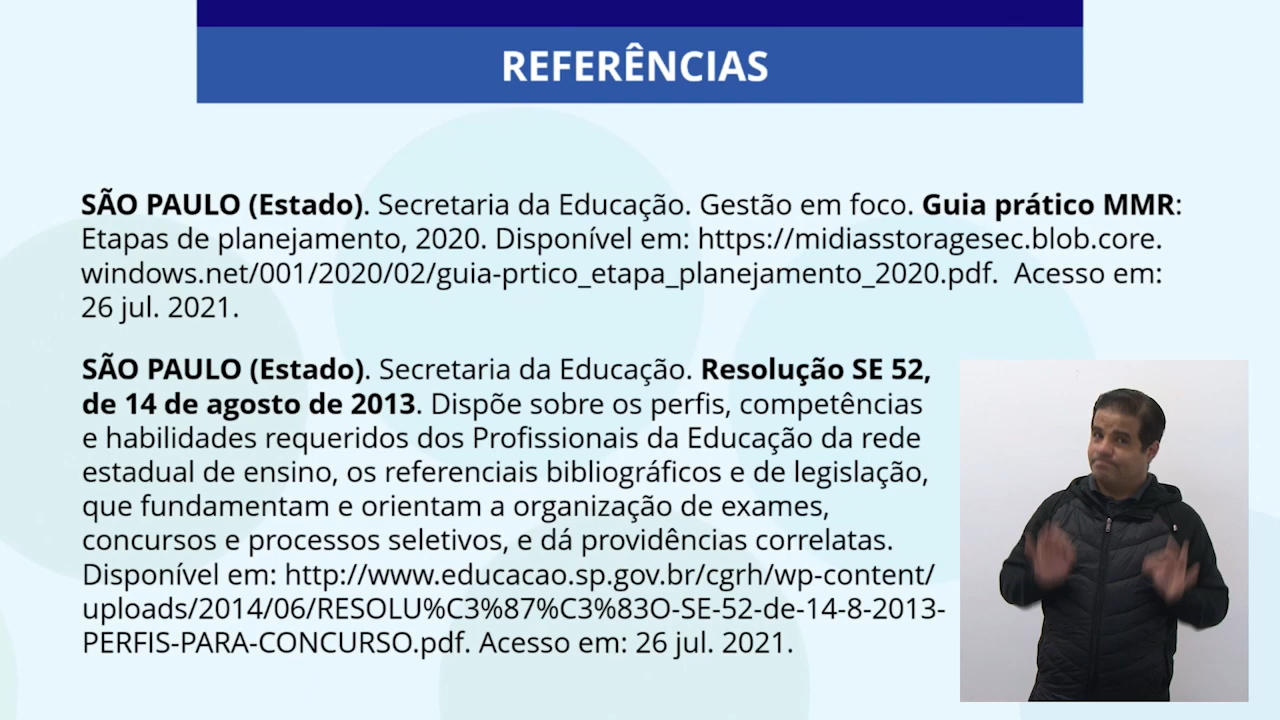 REFERÊNCIAS
SÃO PAULO (Estado). Secretaria da Educação. Gestão em foco. Guia prático MMR:
Etapas de planejamento, 2020. Disponível em: https://midiasstoragesec.blob.core.
windows.net/001/2020/02/guia-prtico_etapa_planejamento_2020.pdf.  Acesso em:
26 jul. 2021.
SÃO PAULO (Estado). Secretaria da Educação. Resolução SE 52,
de 14 de agosto de 2013. Dispõe sobre os perfis, competências
e habilidades requeridos dos Profissionais da Educação da rede
estadual de ensino, os referenciais bibliográficos e de legislação,
que fundamentam e orientam a organização de exames,
concursos e processos seletivos, e dá providências correlatas.
Disponível em: http://www.educacao.sp.gov.br/cgrh/wp-content/
uploads/2014/06/RESOLU%C3%87%C3%83O-SE-52-de-14-8-2013-
PERFIS-PARA-CONCURSO.pdf. Acesso em: 26 jul. 2021.